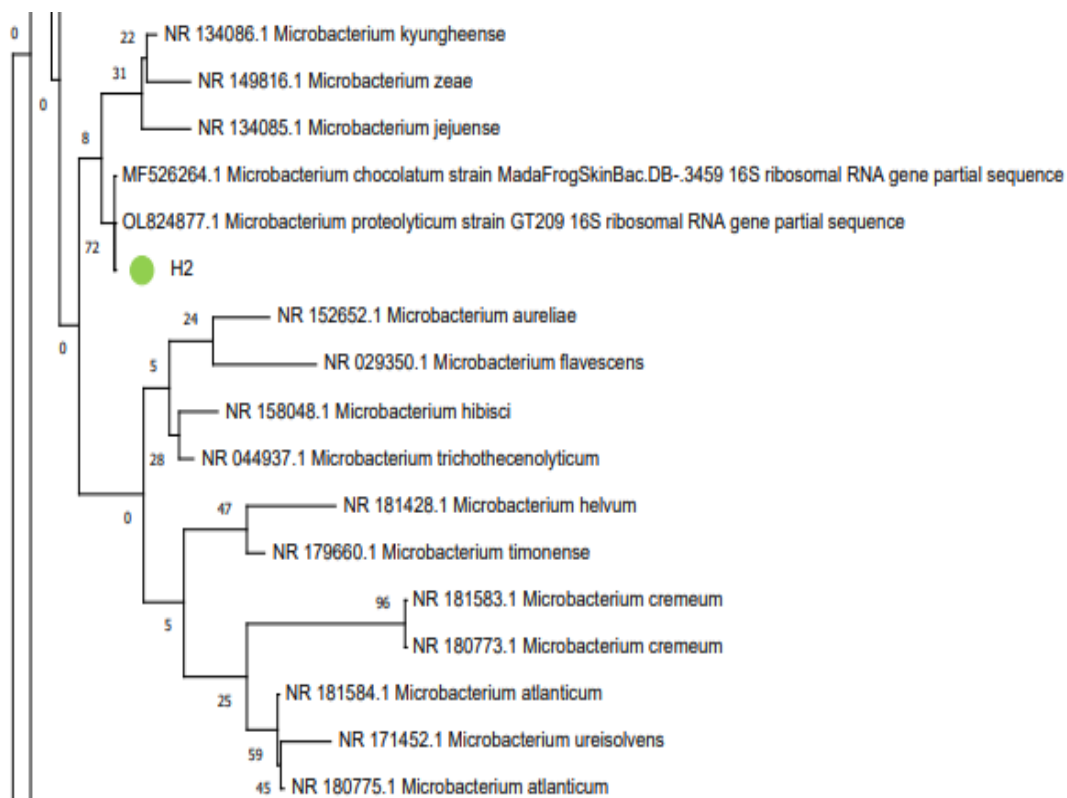 0
22 NR 134086.1 Microbacterium kyungheense
31 NR 149816.1 Microbacterium zeae
0
NR 134085.1 Microbacterium jejuense
8
MF526264.1 Microbacterium chocolatum strain MadaFrogSkinBac.DB-.3459 16S ribosomal RNA gene partial sequence
OL824877.1 Microbacterium proteolyticum strain GT209 16S ribosomal RNA gene partial sequence
72
H2
NR 152652.1 Microbacterium aureliae
24
0
NR 029350.1 Microbacterium flavescens
5
NR 158048.1 Microbacterium hibisci
28 NR 044937.1 Microbacterium trichothecenolyticum
47 NR 181428.1 Microbacterium helvum
0
NR 179660.1 Microbacterium timonense
96 NR 181583.1 Microbacterium cremeum
5
NR 180773.1 Microbacterium cremeum
NR 181584.1 Microbacterium atlanticum
25
NR 171452.1 Microbacterium ureisolvens
59
45 NR 180775.1 Microbacterium atlanticum